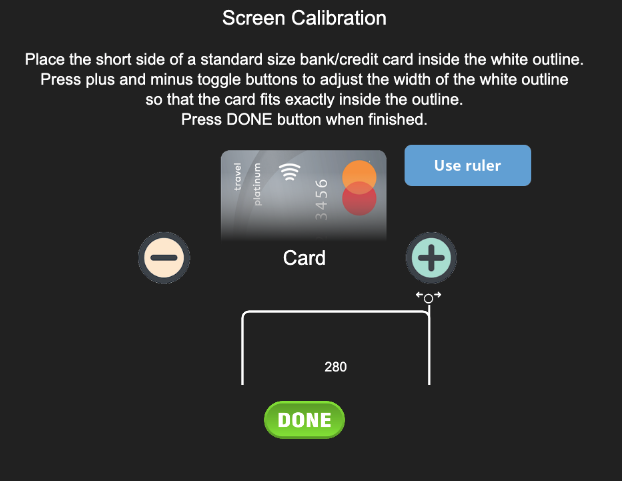 Screen Calibration
Place the short side of a standard size bank/credit card inside the white outline.
Press plus and minus toggle buttons to adjust the width of the white outline
so that the card fits exactly inside the outline.
Press DONE button when finished.
travel
platinum
3456
Use ruler
Card
280
DONE